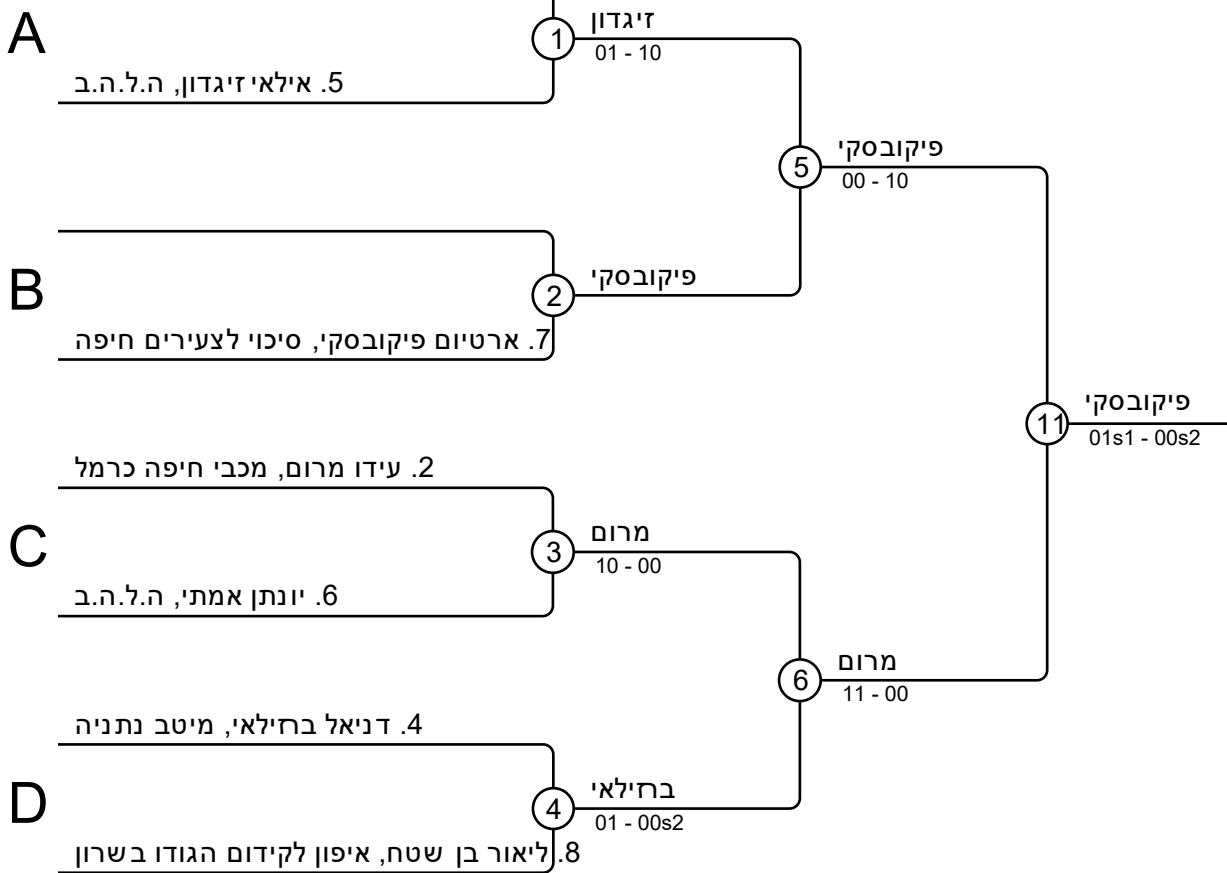 A
1
זיגדון
01 - 10
5. אילאי זיגדון, ה.ל.ה.ב
5
פיקובסקי
00 - 10
B
2
פיקובסקי
7. ארטיום פיקובסקי, סיכוי לצעירים חיפה
11
פיקובסקי
01s1 - 00s2
2. עידו מרום, מכבי חיפה כרמל
C
3
מרום
10 - 00
6. יונתן אמתי, ה.ל.ה.ב
6
מרום
11 - 00
4. דניאל ברזילאי, מיטב נתניה
D
4
ברזילאי
01 - 00s2
8. ליאור בן שטח, איפון לקידום הגודו בשרון